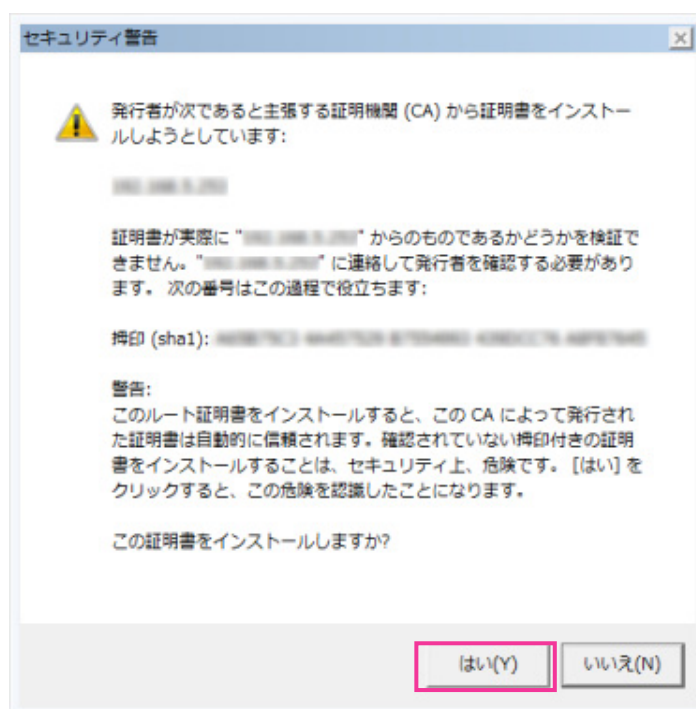 セキュリティ警告
発行者が次であると主張する証明機関 (CA) から証明書をインストー
ルしようとしています:
証明書が実際に " " からのものであるかどうかを検証で
きません。" " に連絡して発行者を確認する必要があり
ます。 次の番号はこの過程で役立ちます:
拇印 (sha1):
警告:
このルート証明書をインストールすると、この CA によって発行され
た証明書は自動的に信頼されます。確認されていない拇印付きの証明
書をインストールすることは、セキュリティ上、危険です。 [はい] を
クリックすると、この危険を認識したことになります。
この証明書をインストールしますか?
はい(Y)
いいえ(N)